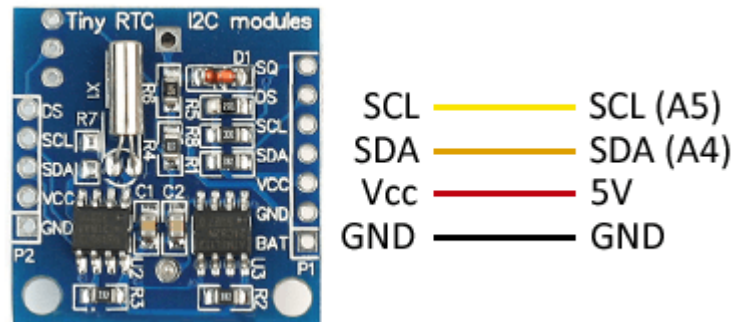 Tiny RTC I2C modules
D1
SQ
X1
R6
DS
R5
DS
SCL
R7
SCL
R8
R4
SDA
SDA
R1
VCC
VCC
C1 C2
GND
GND
BAT
P2
U2
U3
P1
R3
R2
SCL SCL (A5)
SDA SDA (A4)
Vcc 5V
GND GND